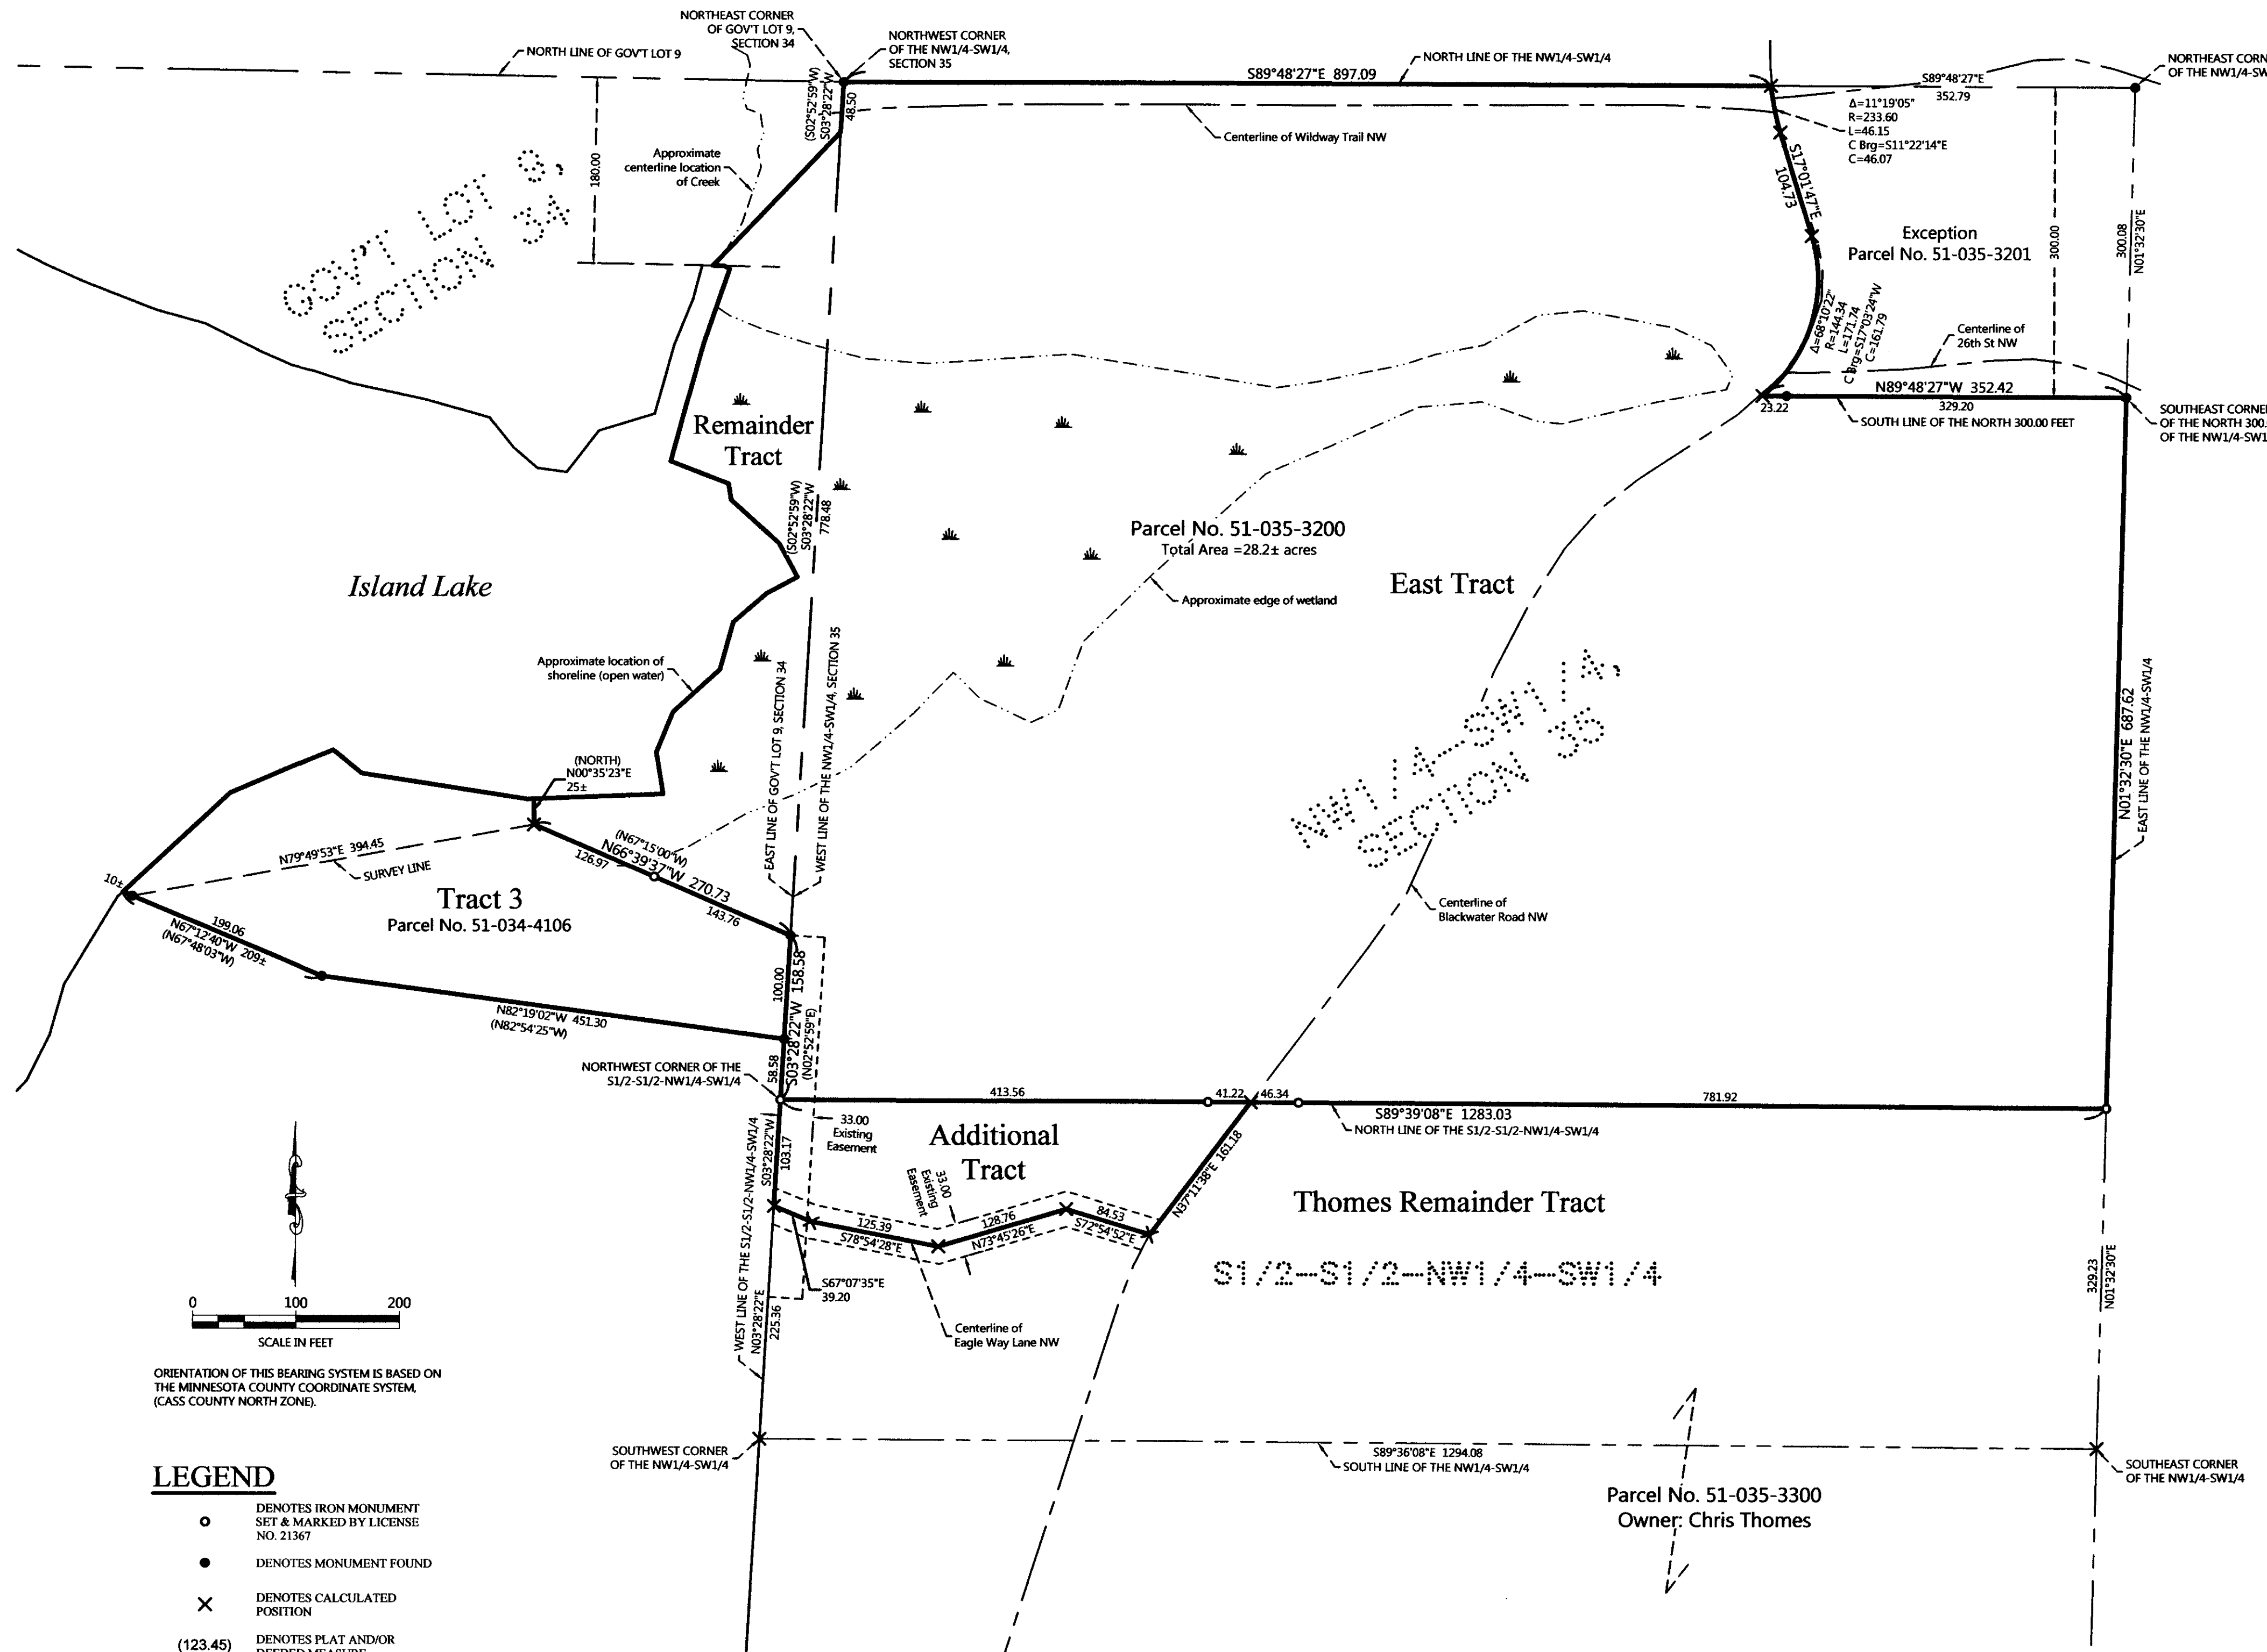 NORTHEAST CORNER
OF GOV'T LOT 9,
SECTION 34
NORTHWEST CORNER
OF THE NW1/4-SW1/4,
SECTION 35
NORTH LINE OF GOV'T LOT 9
S89°48'27"E 897.09
NORTH LINE OF THE NW1/4-SW1/4
S89°48'27"E
352.79
NORTHEAST CORN
OF THE NW1/4-SW
(S02°52'59"W)
S03°28'22"W
48.50
Centerline of Wildway Trail NW
Δ=11°19'05"
R=233.60
L=46.15
C Brg=S11°22'14"E
C=46.07
Approximate
centerline location
of Creek
180.00
GOV'T LOT 9,
SECTION 34
S17°01'47"E
104.73
Exception
Parcel No. 51-035-3201
300.00
300.08
N01°32'30"E
Δ=68°10'22"
R=144.34
L=171.74
C Brg=S17°03'24"W
C=161.79
Centerline of
26th St NW
N89°48'27"W 352.42
23.22
329.20
SOUTH LINE OF THE NORTH 300.00 FEET
SOUTHEAST CORNER
OF THE NORTH 300.
OF THE NW1/4-SW1
Remainder
Tract
(S02°52'59"W)
S03°28'22"W
778.48
Parcel No. 51-035-3200
Total Area =28.2± acres
Island Lake
East Tract
Approximate edge of wetland
Approximate location of
shoreline (open water)
EAST LINE OF GOV'T LOT 9, SECTION 34
WEST LINE OF THE NW1/4-SW1/4, SECTION 35
NW1/4-SW1/4,
SECTION 35
N01°32'30"E 687.62
EAST LINE OF THE NW1/4-SW1/4
(NORTH)
N00°35'23"E
25±
(N67°15'00"W)
N66°39'37"W 270.73
126.97
143.76
N79°49'53"E 394.45
SURVEY LINE
10±
Tract 3
Parcel No. 51-034-4106
199.06
N67°12'40"W 209±
(N67°48'03"W)
Centerline of
Blackwater Road NW
N82°19'02"W 451.30
(N82°54'25"W)
100.00
58.58
S03°28'22"W 158.58
(N02°52'59"E)
NORTHWEST CORNER OF THE
S1/2-S1/2-NW1/4-SW1/4
413.56
41.22
46.34
781.92
S89°39'08"E 1283.03
NORTH LINE OF THE S1/2-S1/2-NW1/4-SW1/4
33.00
Existing
Easement
Additional
Tract
S03°28'22"W
103.17
33.00
Existing
Easement
N37°11'38"E 161.18
Thomes Remainder Tract
125.39
S78°54'28"E
128.76
N73°45'26"E
84.53
S72°54'52"E
S1/2-S1/2-NW1/4-SW1/4
S67°07'35"E
39.20
WEST LINE OF THE S1/2-S1/2-NW1/4-SW1/4
N03°28'22"E
225.36
329.23
N01°32'30"E
Centerline of
Eagle Way Lane NW
0 100 200
SCALE IN FEET
ORIENTATION OF THIS BEARING SYSTEM IS BASED ON
THE MINNESOTA COUNTY COORDINATE SYSTEM,
(CASS COUNTY NORTH ZONE).
SOUTHWEST CORNER
OF THE NW1/4-SW1/4
S89°36'08"E 1294.08
SOUTH LINE OF THE NW1/4-SW1/4
SOUTHEAST CORNER
OF THE NW1/4-SW1/4
Parcel No. 51-035-3300
Owner: Chris Thomes
LEGEND
DENOTES IRON MONUMENT
SET & MARKED BY LICENSE
NO. 21367
DENOTES MONUMENT FOUND
DENOTES CALCULATED
POSITION
(123.45) DENOTES PLAT AND/OR
DEEDED MEASURE